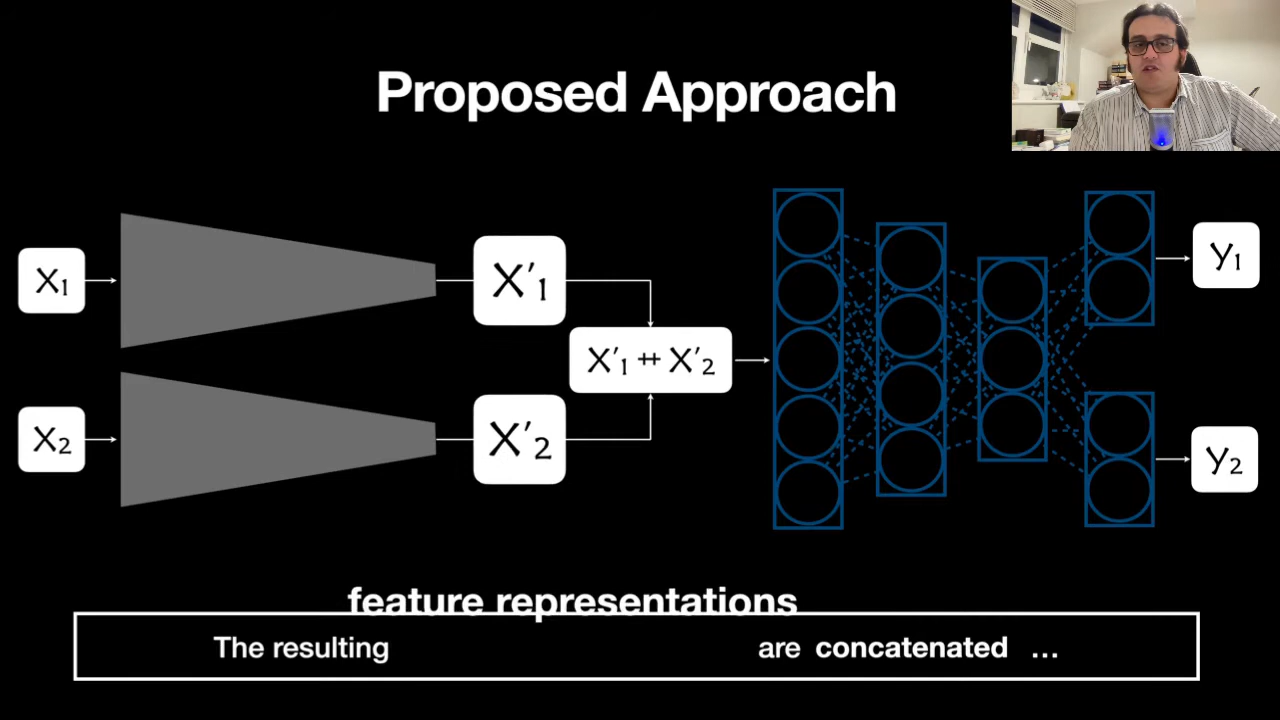 Proposed Approach
X₁
X′₁
X′₁ ⧺ X′₂
X₂
X′₂
Y₁
Y₂
feature representations
The resulting are concatenated …